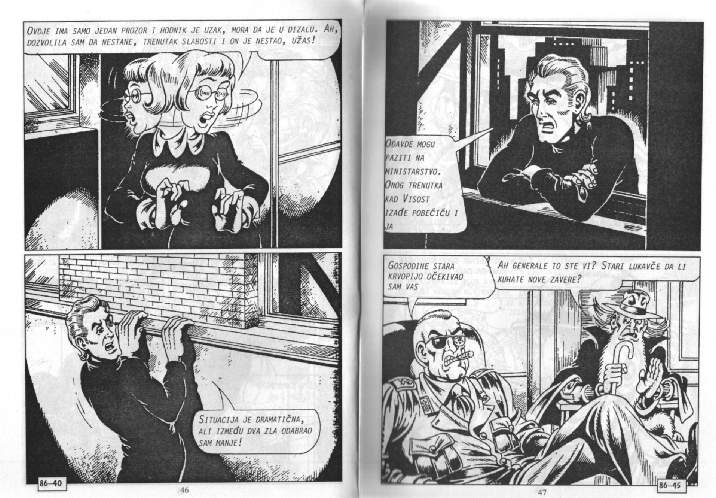 OVDJE IMA SAMO JEDAN PROZOR I HODNIK JE UZAK, MORA DA JE U DIZALU. AH,
DOZVOLILA SAM DA NESTANE, TRENUTAK SLABOSTI I ON JE NESTAO, UŽAS!
SITUACIJA JE DRAMATIČNA,
ALI IZMEĐU DVA ZLA ODABRAO
SAM MANJE!
86-40
46
ODAVDE MOGU
PAZITI NA
MINISTARSTVO.
ONOG TRENUTKA
KAD VISOST
IZAĐE POBEČIĆU I
JA
GOSPODINE STARA
KRVOPIJO OČEKIVAO
SAM VAS
AH GENERALE TO STE VI? STARI LUKAVČE DA LI
KUHATE NOVE ZAVERE?
47
86-45